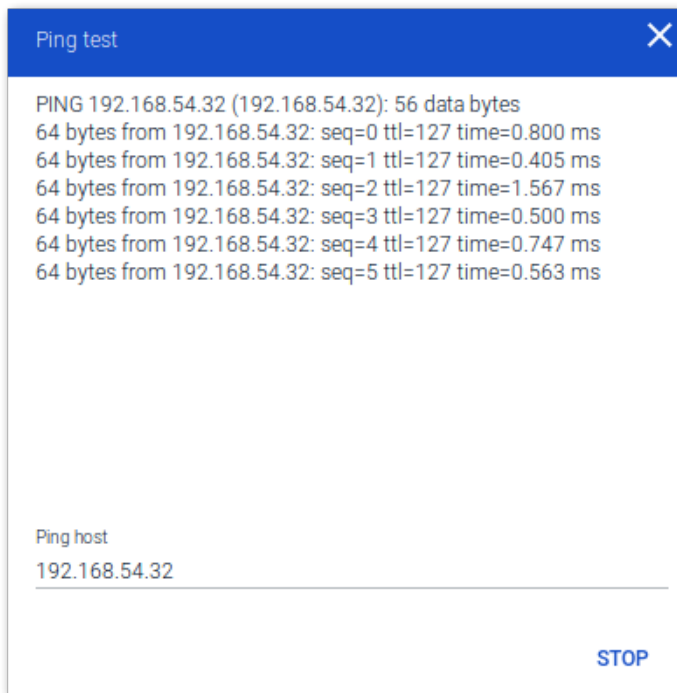 Ping test
PING 192.168.54.32 (192.168.54.32): 56 data bytes
64 bytes from 192.168.54.32: seq=0 ttl=127 time=0.800 ms
64 bytes from 192.168.54.32: seq=1 ttl=127 time=0.405 ms
64 bytes from 192.168.54.32: seq=2 ttl=127 time=1.567 ms
64 bytes from 192.168.54.32: seq=3 ttl=127 time=0.500 ms
64 bytes from 192.168.54.32: seq=4 ttl=127 time=0.747 ms
64 bytes from 192.168.54.32: seq=5 ttl=127 time=0.563 ms
Ping host
192.168.54.32
STOP